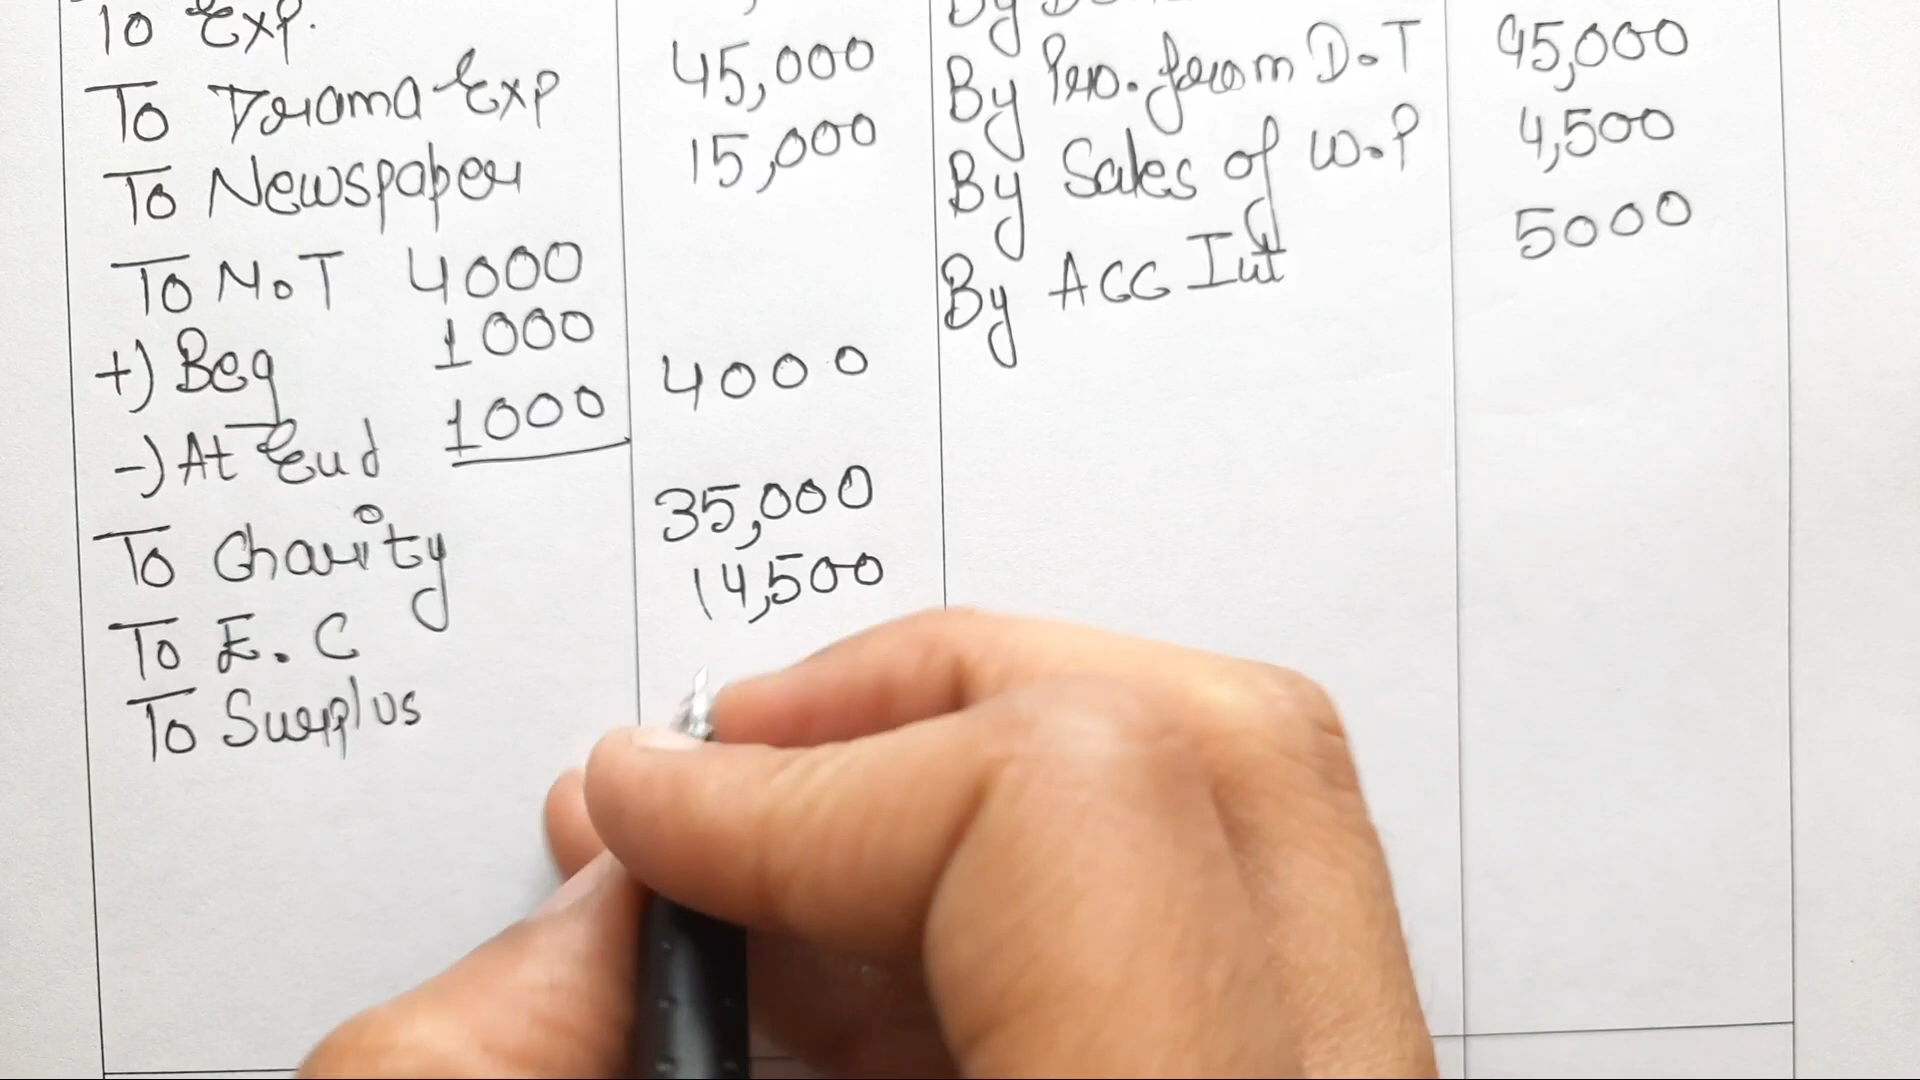 To Exp.
To Drama Exp 45,000
To Newspaper 15,000
To M.T 4000
+) Beg 1000
-) At End 1000 4000
To Charity 35,000
To E.C 14,500
To Surplus
By
By Pro. from D.T 95,000
By Sales of W.P 4,500
By ACC Int 5000